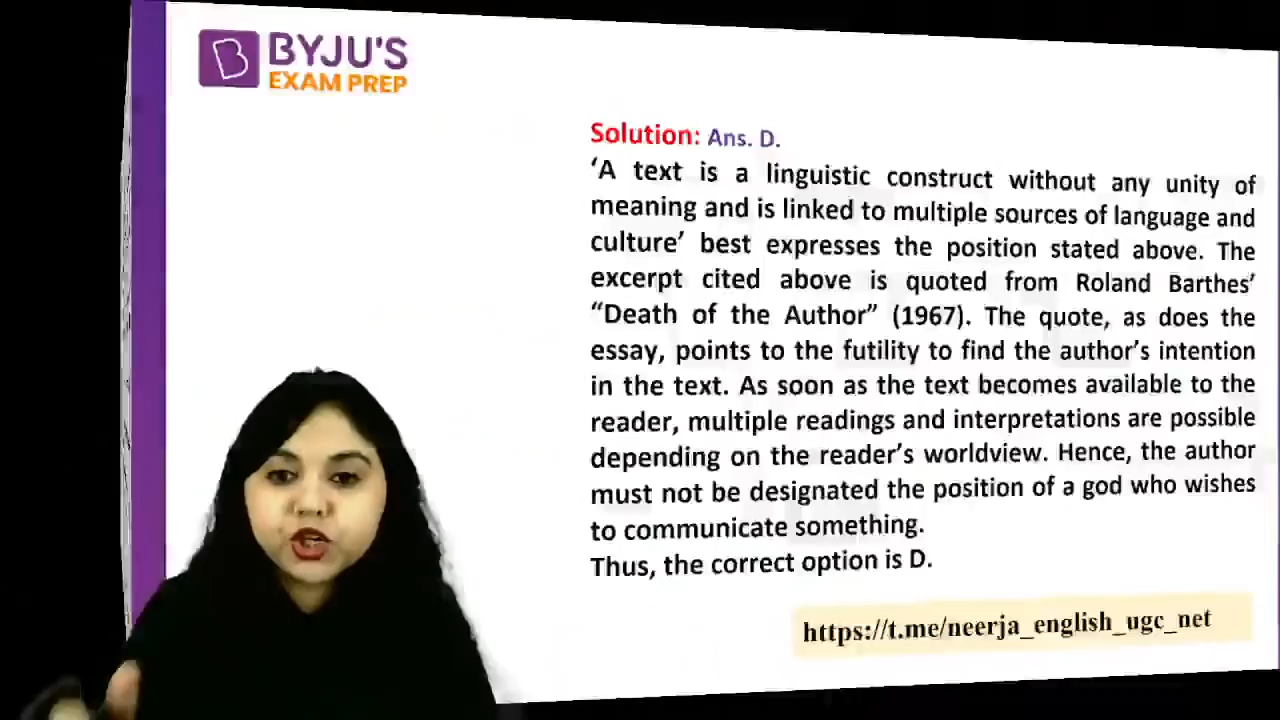 BYJU'S
EXAM PREP
Solution: Ans. D.
‘A text is a linguistic construct without any unity of
meaning and is linked to multiple sources of language and
culture’ best expresses the position stated above. The
excerpt cited above is quoted from Roland Barthes’
“Death of the Author” (1967). The quote, as does the
essay, points to the futility to find the author’s intention
in the text. As soon as the text becomes available to the
reader, multiple readings and interpretations are possible
depending on the reader’s worldview. Hence, the author
must not be designated the position of a god who wishes
to communicate something.
Thus, the correct option is D.
https://t.me/neerja_english_ugc_net